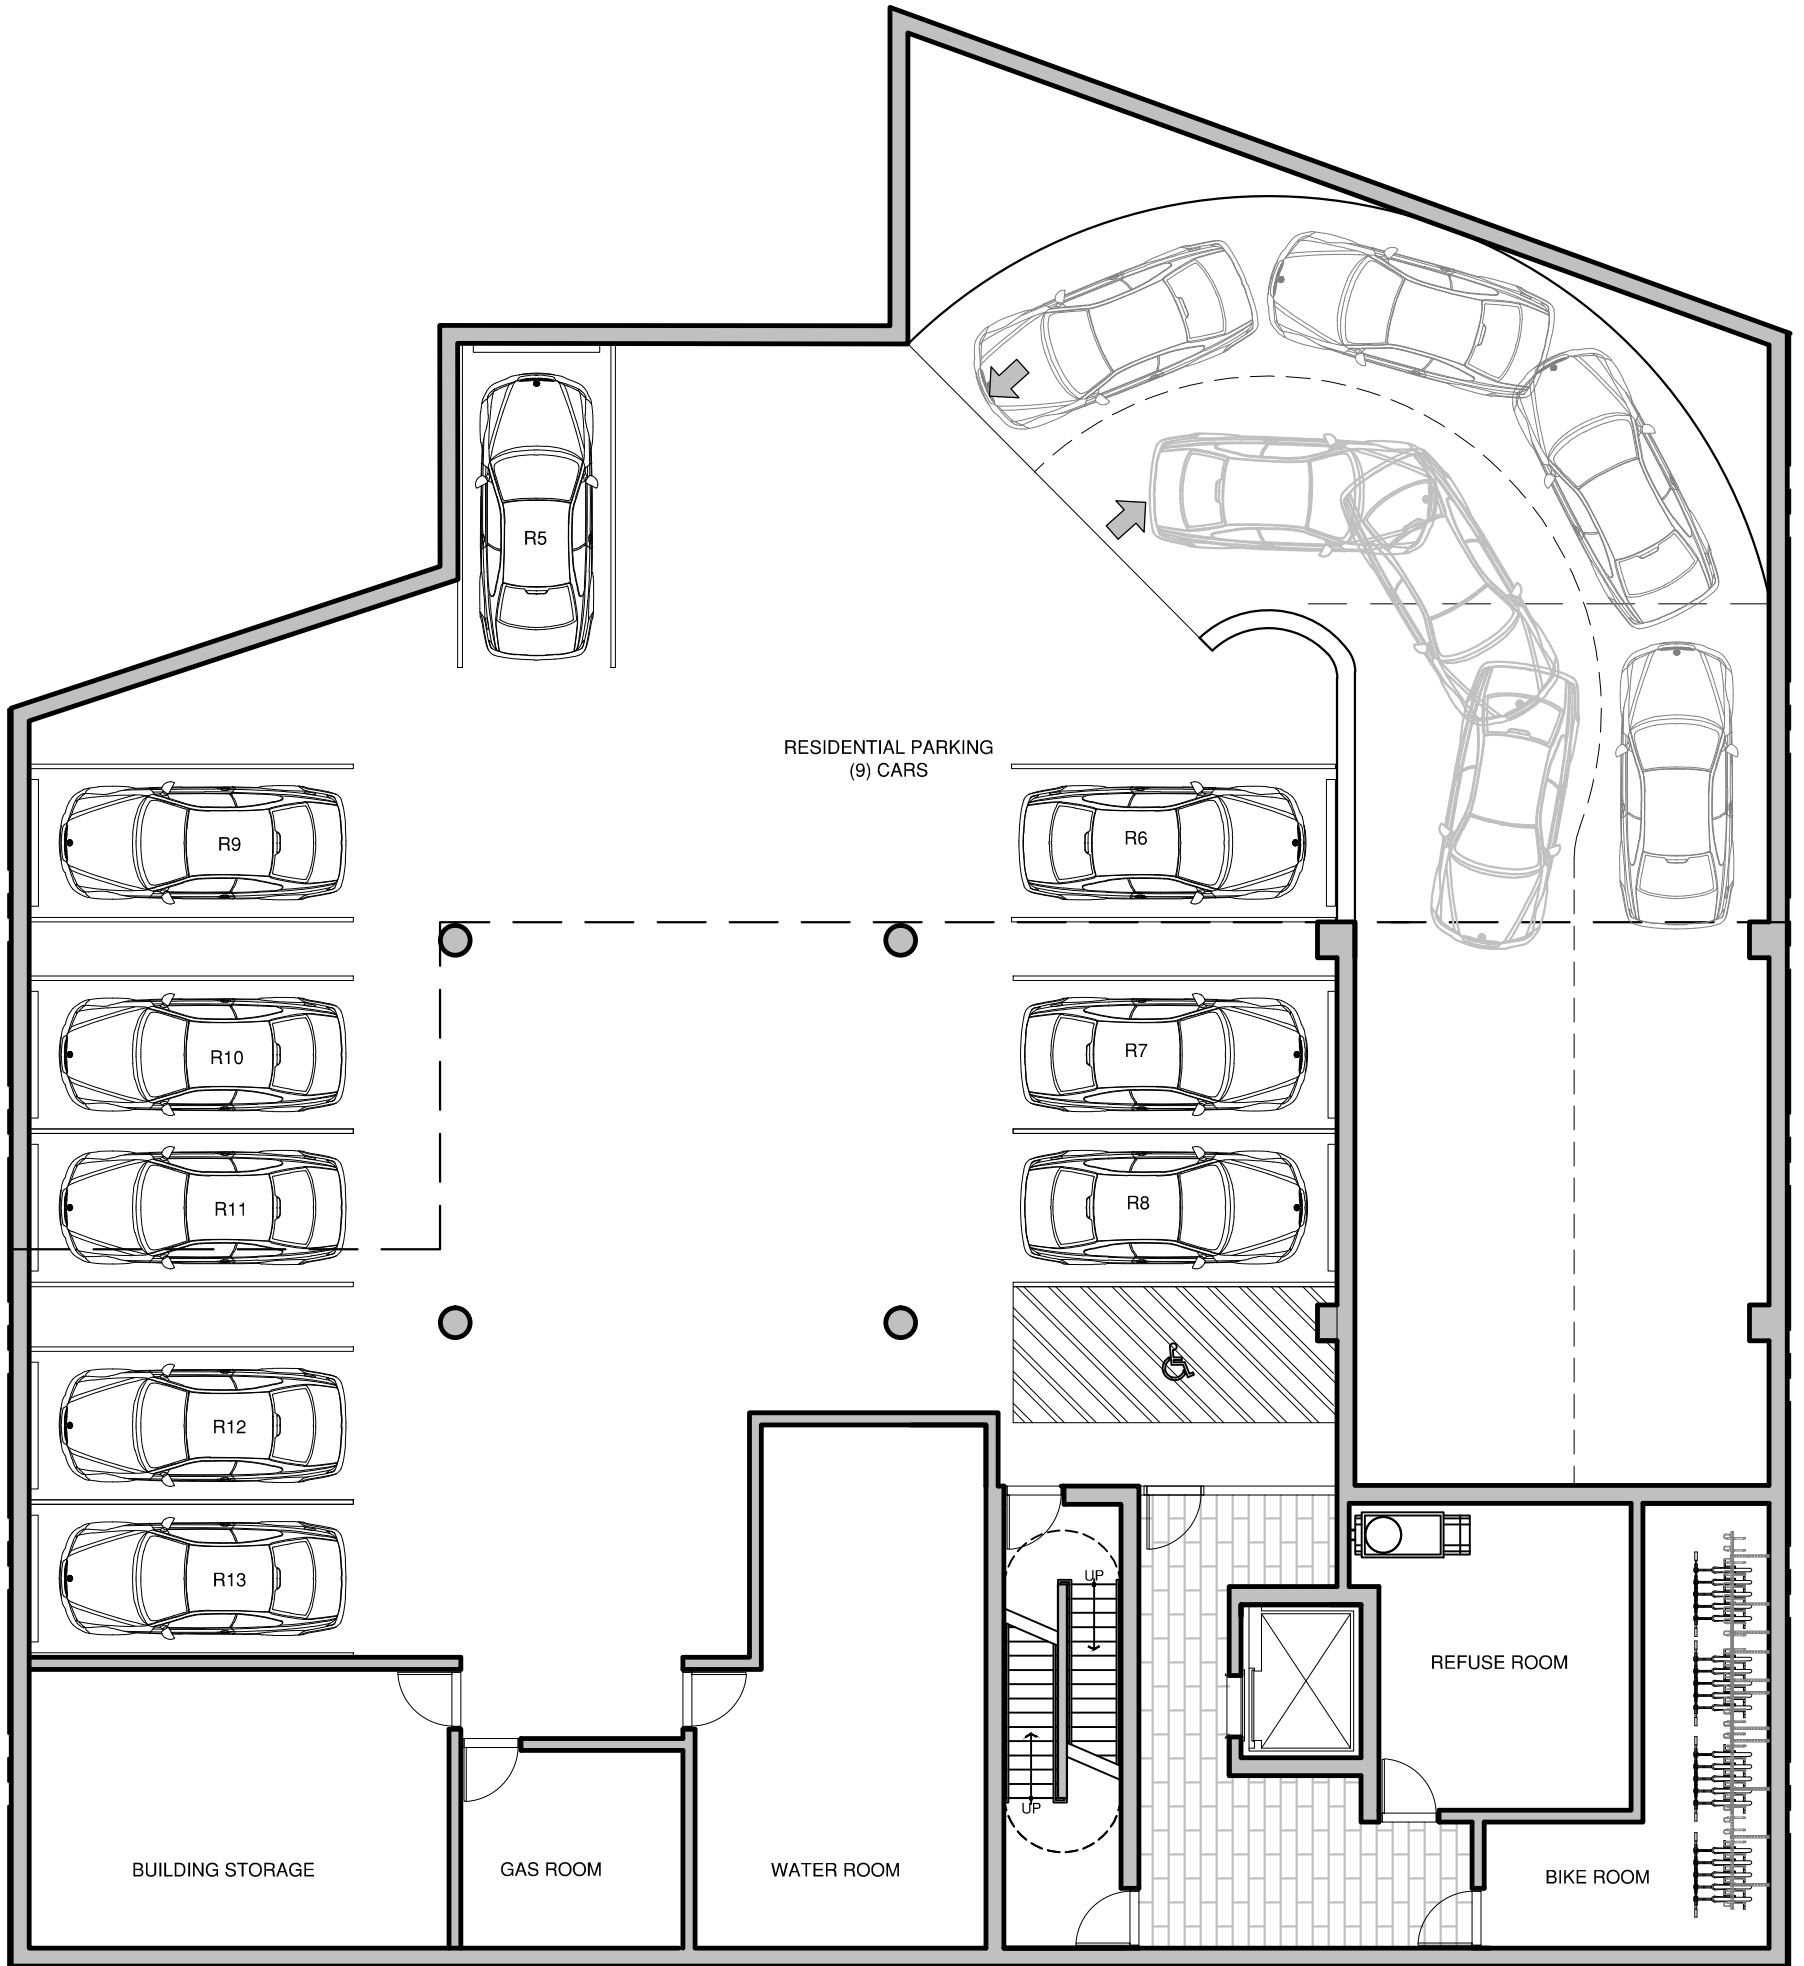 R5
RESIDENTIAL PARKING
(9) CARS
R9
R6
R10
R7
R11
R8
R12
R13
UP
UP
REFUSE ROOM
BUILDING STORAGE
GAS ROOM
WATER ROOM
BIKE ROOM